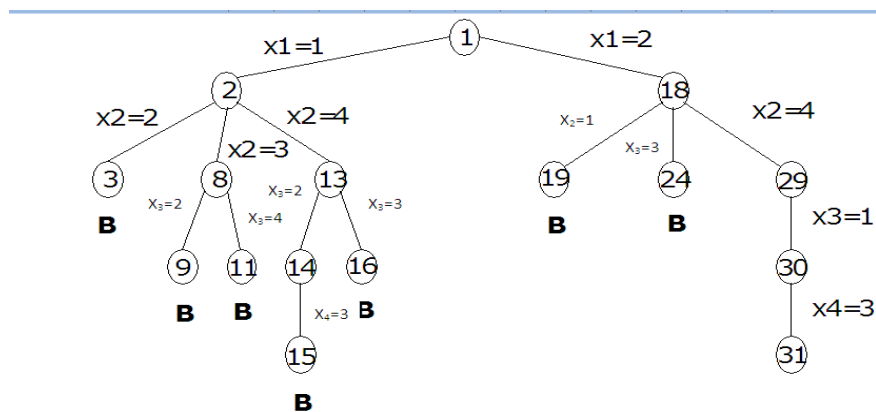 1
x1=1
x1=2
2
18
x2=2
x2=4
x2=3
X₂=1
X₃=3
x2=4
3
8
13
19
24
29
X₃=2
X₃=4
X₃=2
X₃=3
x3=1
B
B
B
9
11
14
16
30
B
B
X₄=3
B
x4=3
15
31
B